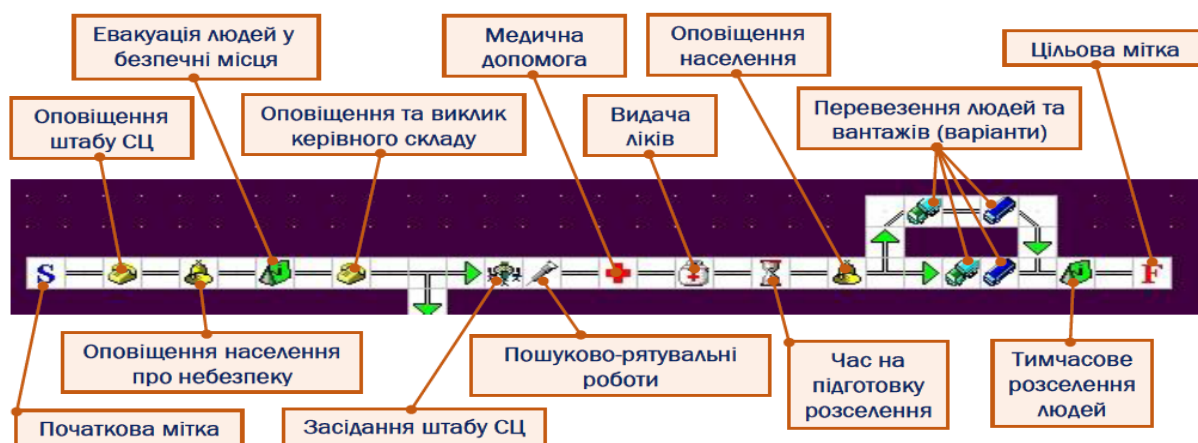 Евакуація людей у
безпечні місця
Медична
допомога
Оповіщення
населення
Цільова мітка
Оповіщення
штабу СЦ
Оповіщення та виклик
керівного складу
Видача
ліків
Перевезення людей та
вантажів (варіанти)
S
F
Оповіщення населення
про небезпеку
Пошуково-рятувальні
роботи
Час на
підготовку
розселення
Тимчасове
розселення
людей
Початкова мітка
Засідання штабу СЦ